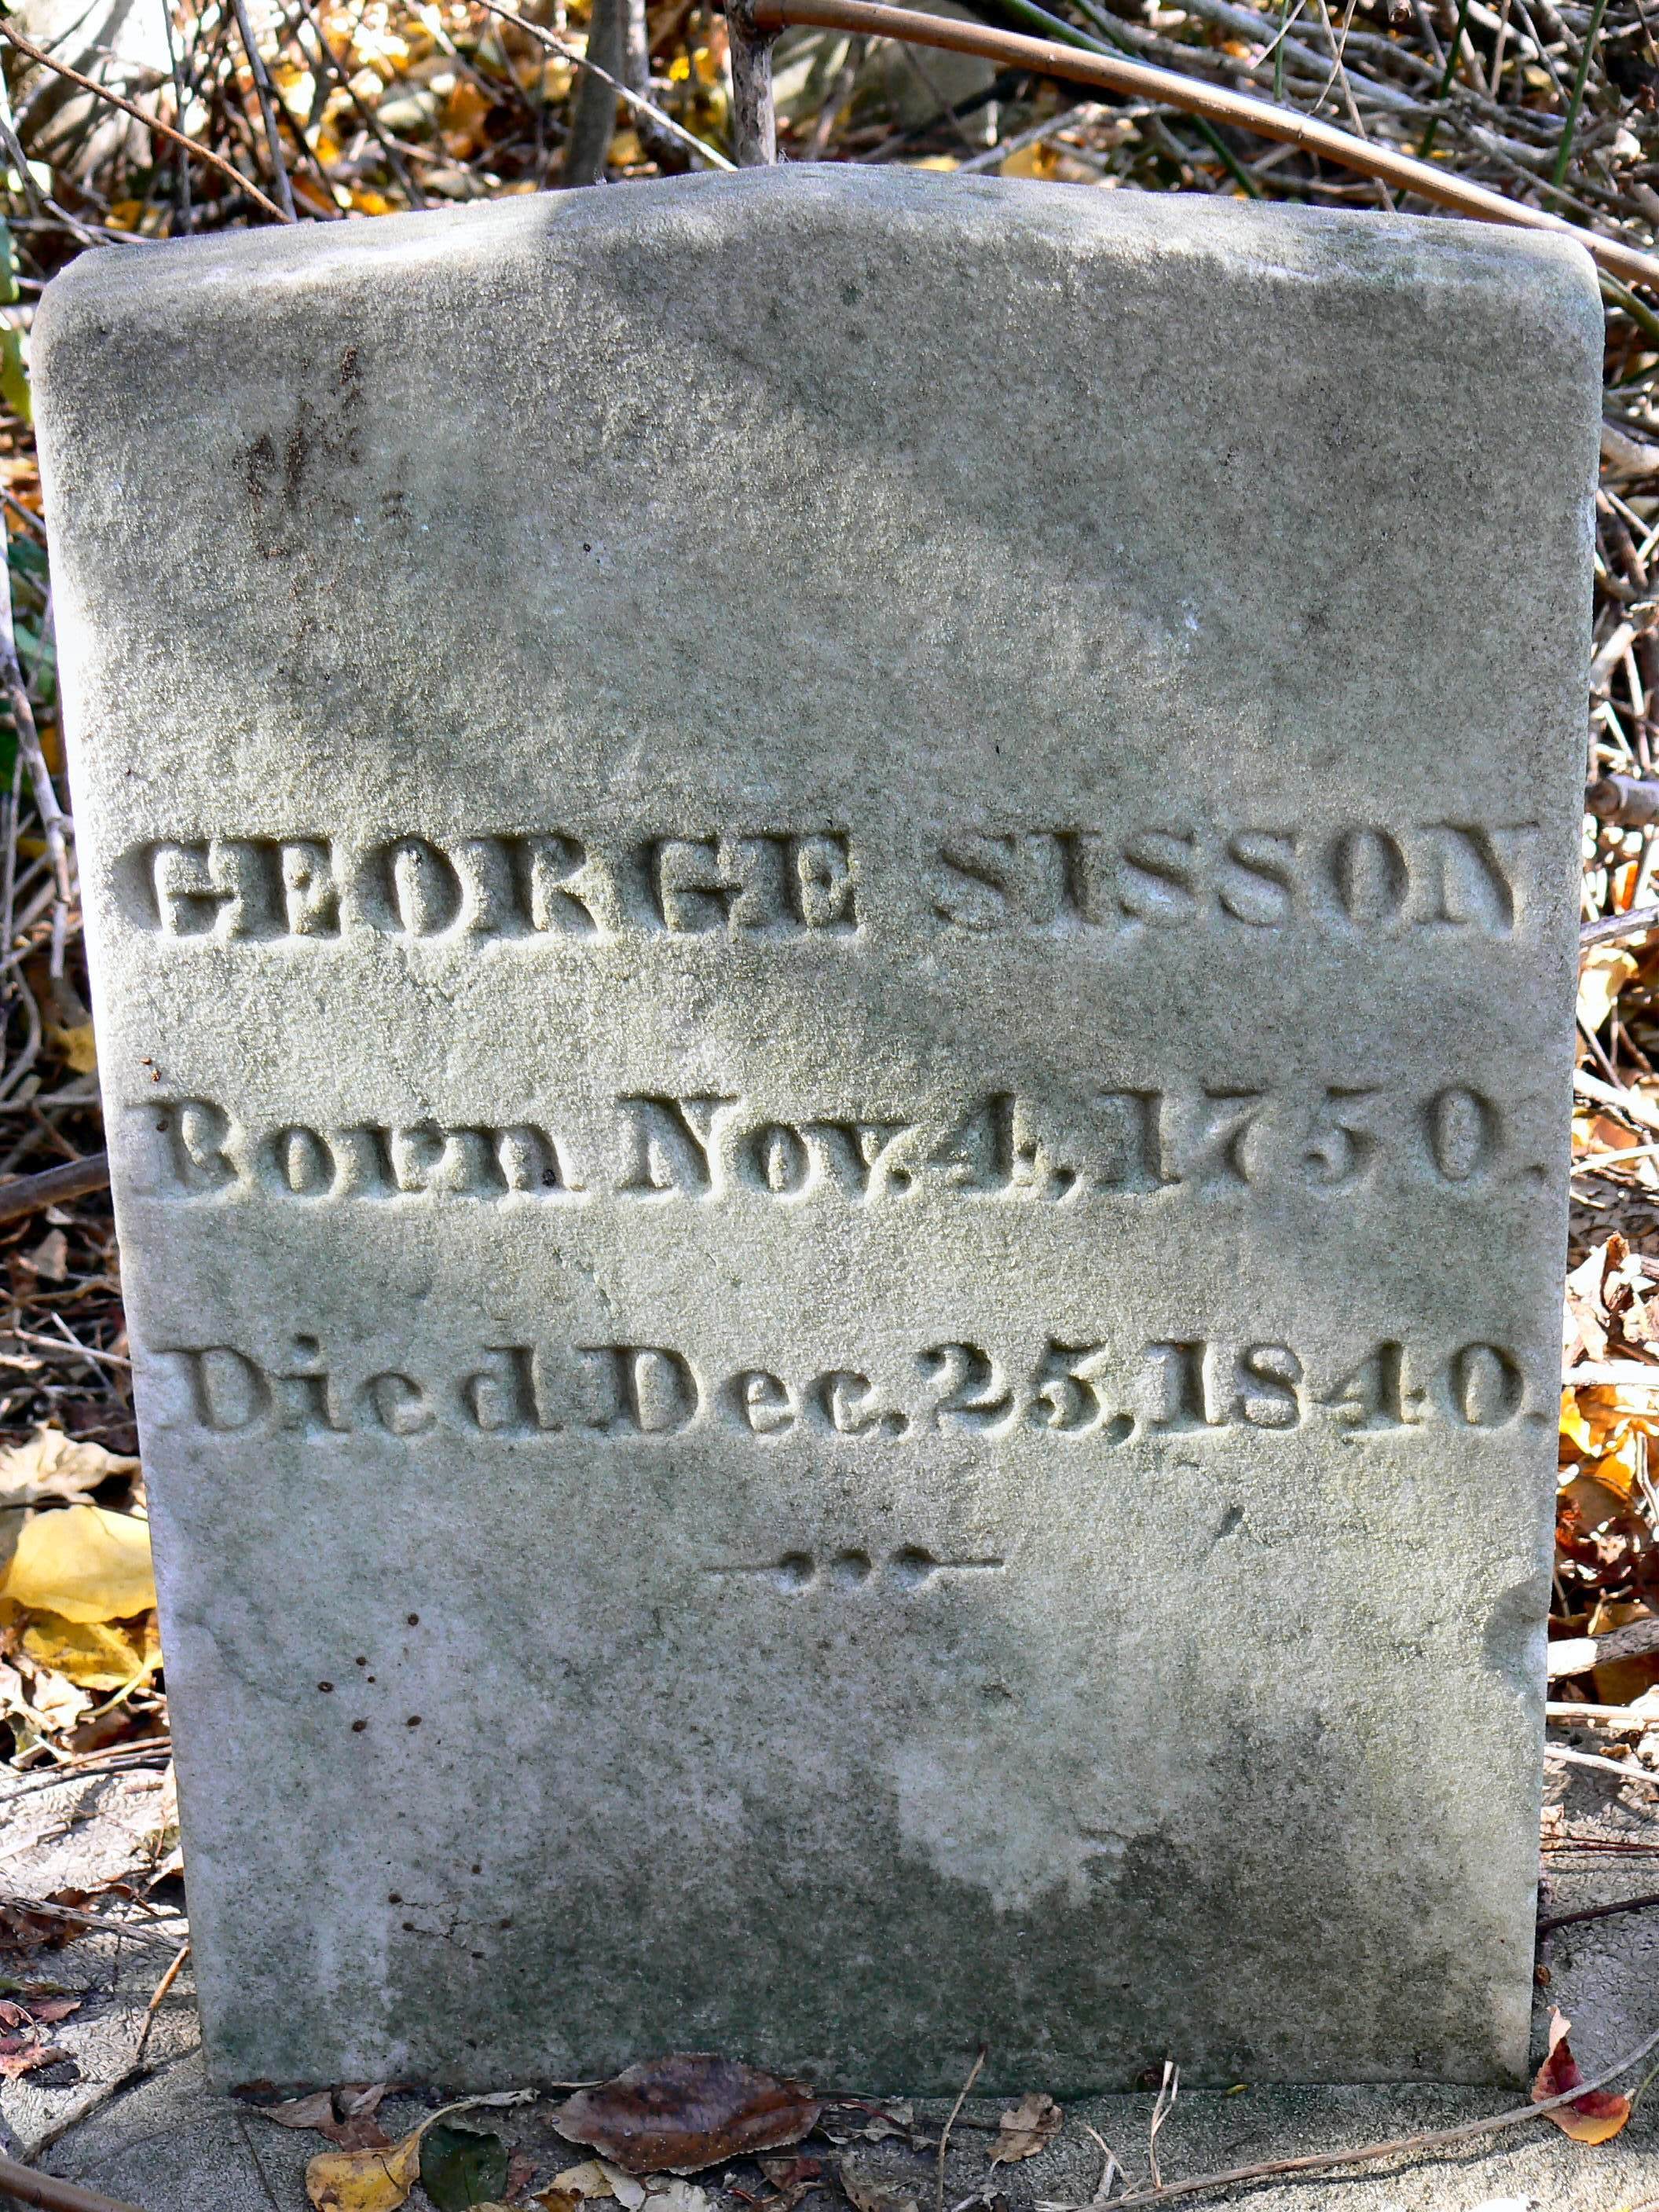 GEORGE SISSON
Born Nov. 4, 1750.
Died Dec. 25, 1840.